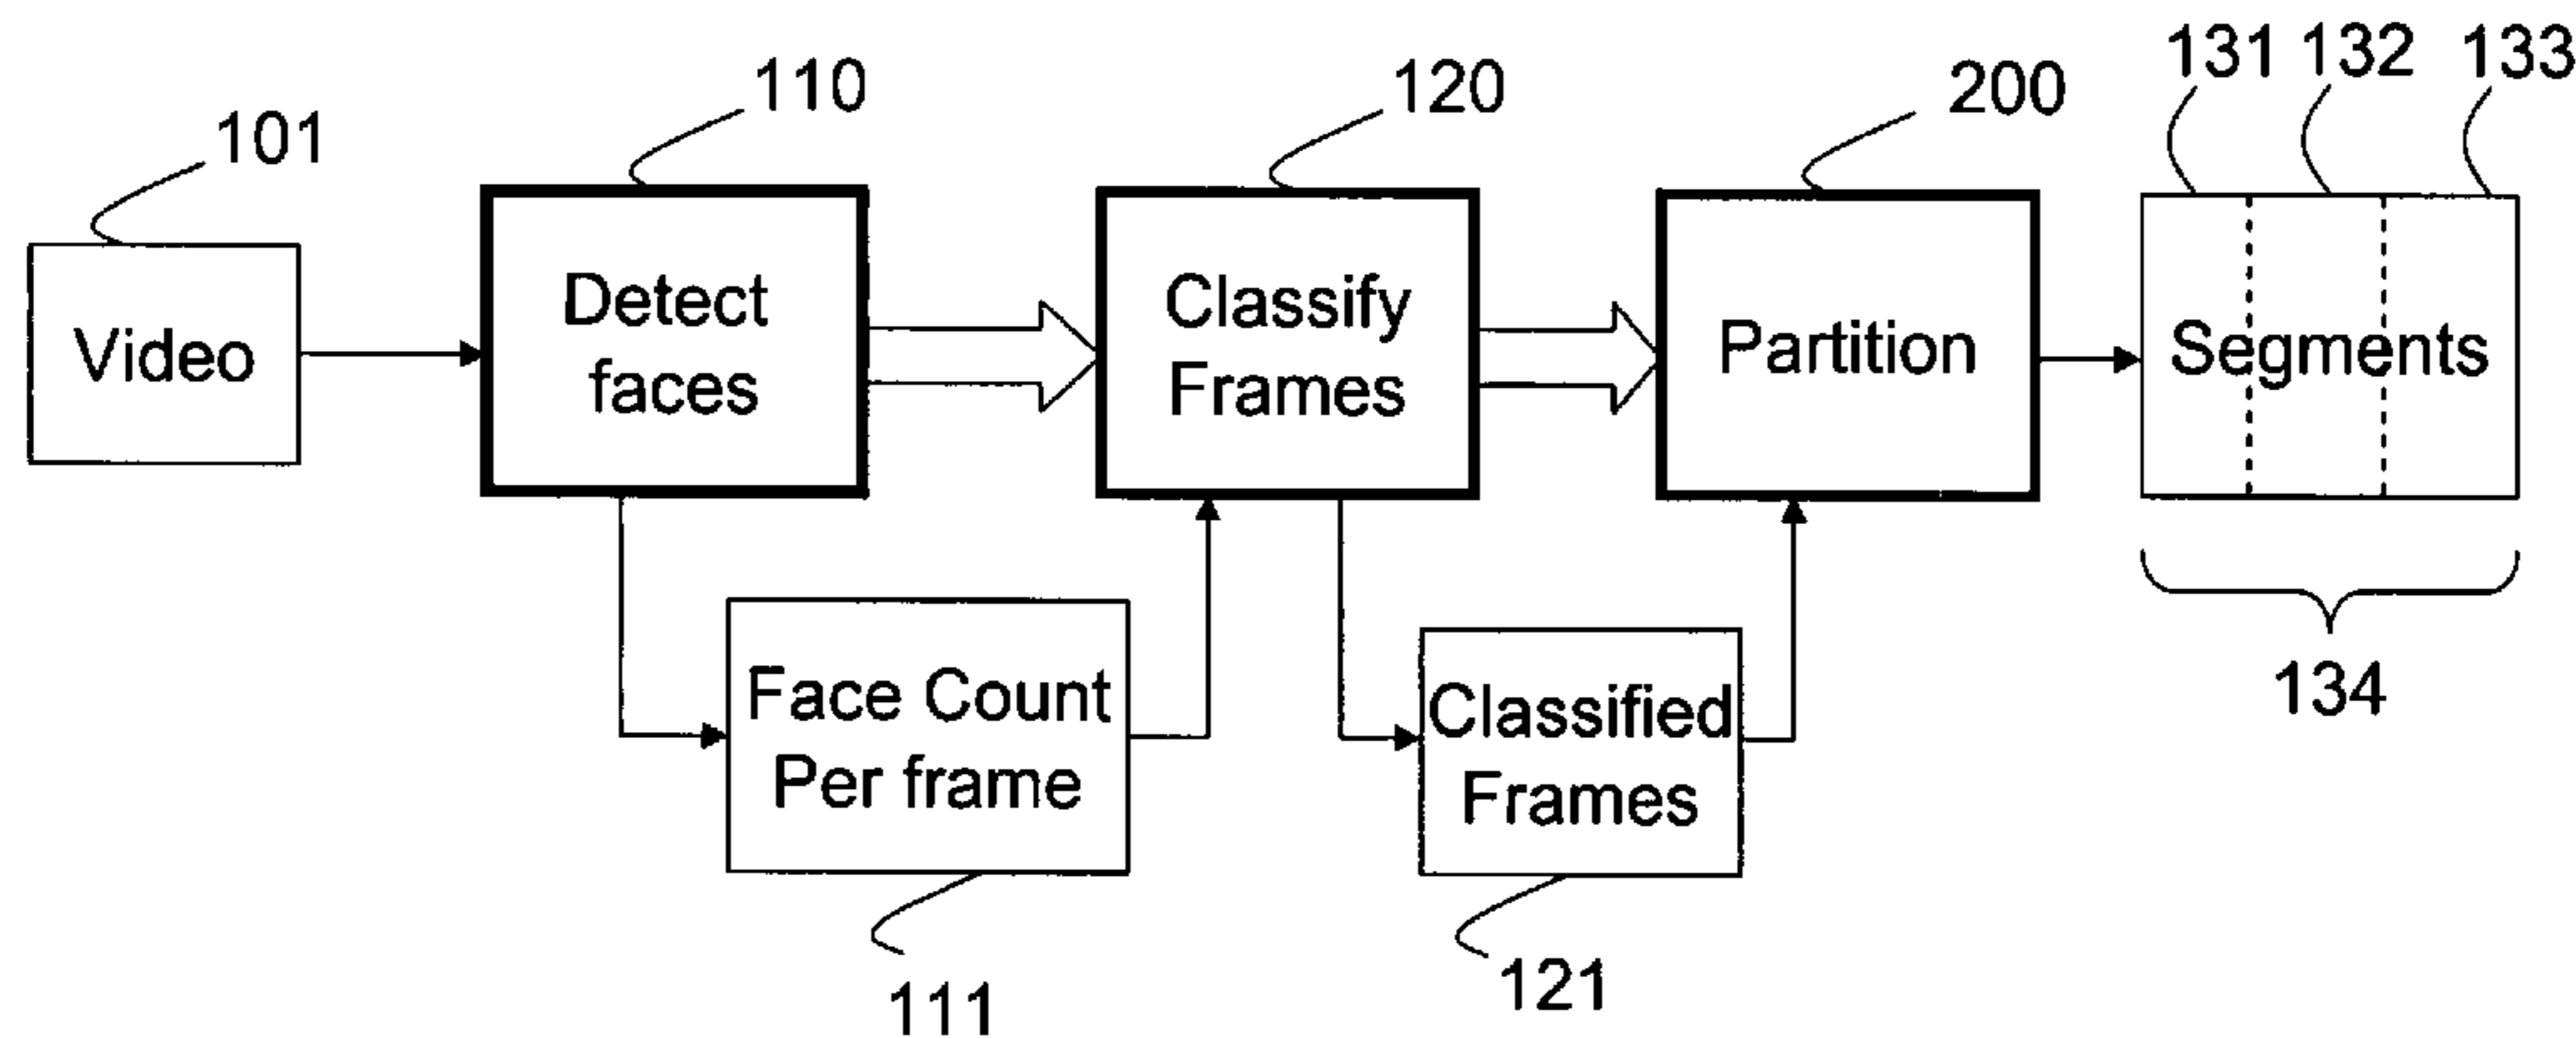 101
110
120
200
131
132
133
Video
Detect
faces
Classify
Frames
Partition
Segments
Face Count
Per frame
Classified
Frames
134
111
121